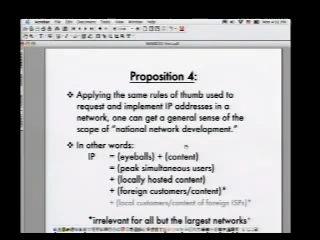 Proposition 4:
❖ Applying the same rules of thumb used to
request and implement IP addresses in a
network, one can get a general sense of the
scope of "national network development."
❖ In other words:
IP = (eyeballs) + (content)
= (peak simultaneous users)
+ (locally hosted content)
+ (foreign customers/content)*
+ (local customers/content of foreign ISPs)*
*irrelevant for all but the largest networks*